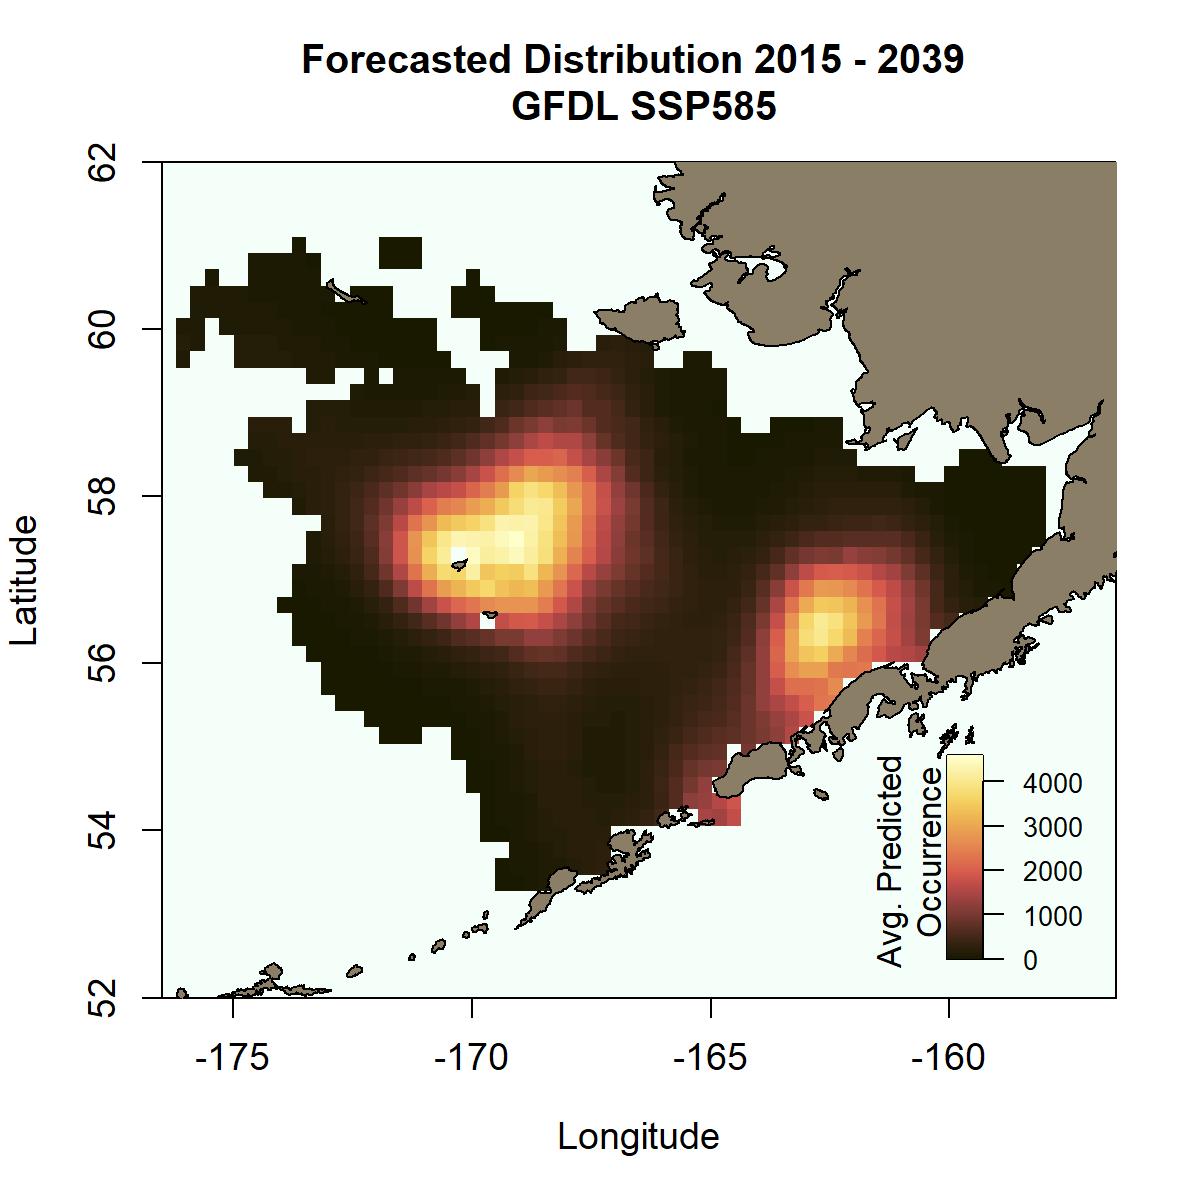 Forecasted Distribution 2015 - 2039
GFDL SSP585
62
60
58
56
54
52
Latitude
-175
-170
-165
-160
Longitude
Avg. Predicted
Occurrence
4000
3000
2000
1000
0